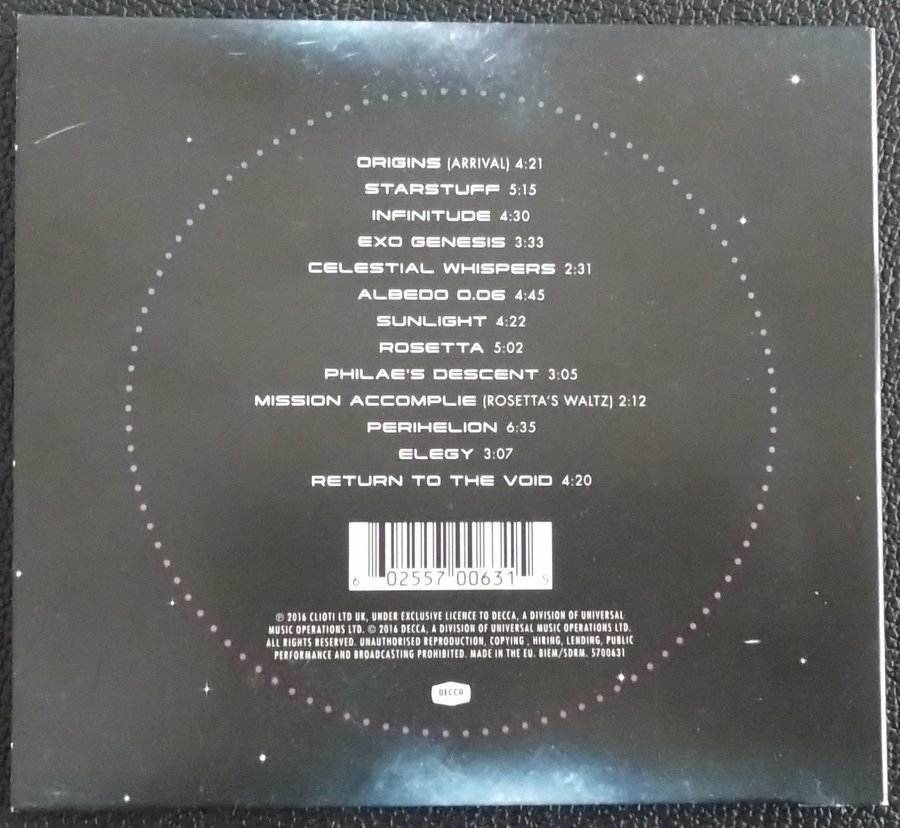 ORIGINS (ARRIVAL) 4:21
STARSTUFF 5:15
INFINITUDE 4:30
EXO GENESIS 3:33
CELESTIAL WHISPERS 2:31
ALBEDO 0.06 4:45
SUNLIGHT 4:22
ROSETTA 5:02
PHILAE'S DESCENT 3:05
MISSION ACCOMPLIE (ROSETTA'S WALTZ) 2:12
PERIHELION 6:35
ELEGY 3:07
RETURN TO THE VOID 4:20
6 02557 00631 5
℗ 2016 CLIOTI LTD UK, UNDER EXCLUSIVE LICENCE TO DECCA, A DIVISION OF UNIVERSAL
MUSIC OPERATIONS LTD. © 2016 DECCA, A DIVISION OF UNIVERSAL MUSIC OPERATIONS LTD.
ALL RIGHTS RESERVED. UNAUTHORISED REPRODUCTION, COPYING, HIRING, LENDING, PUBLIC
PERFORMANCE AND BROADCASTING PROHIBITED. MADE IN THE EU. BIEM/SDRM. 5700631
DECCA